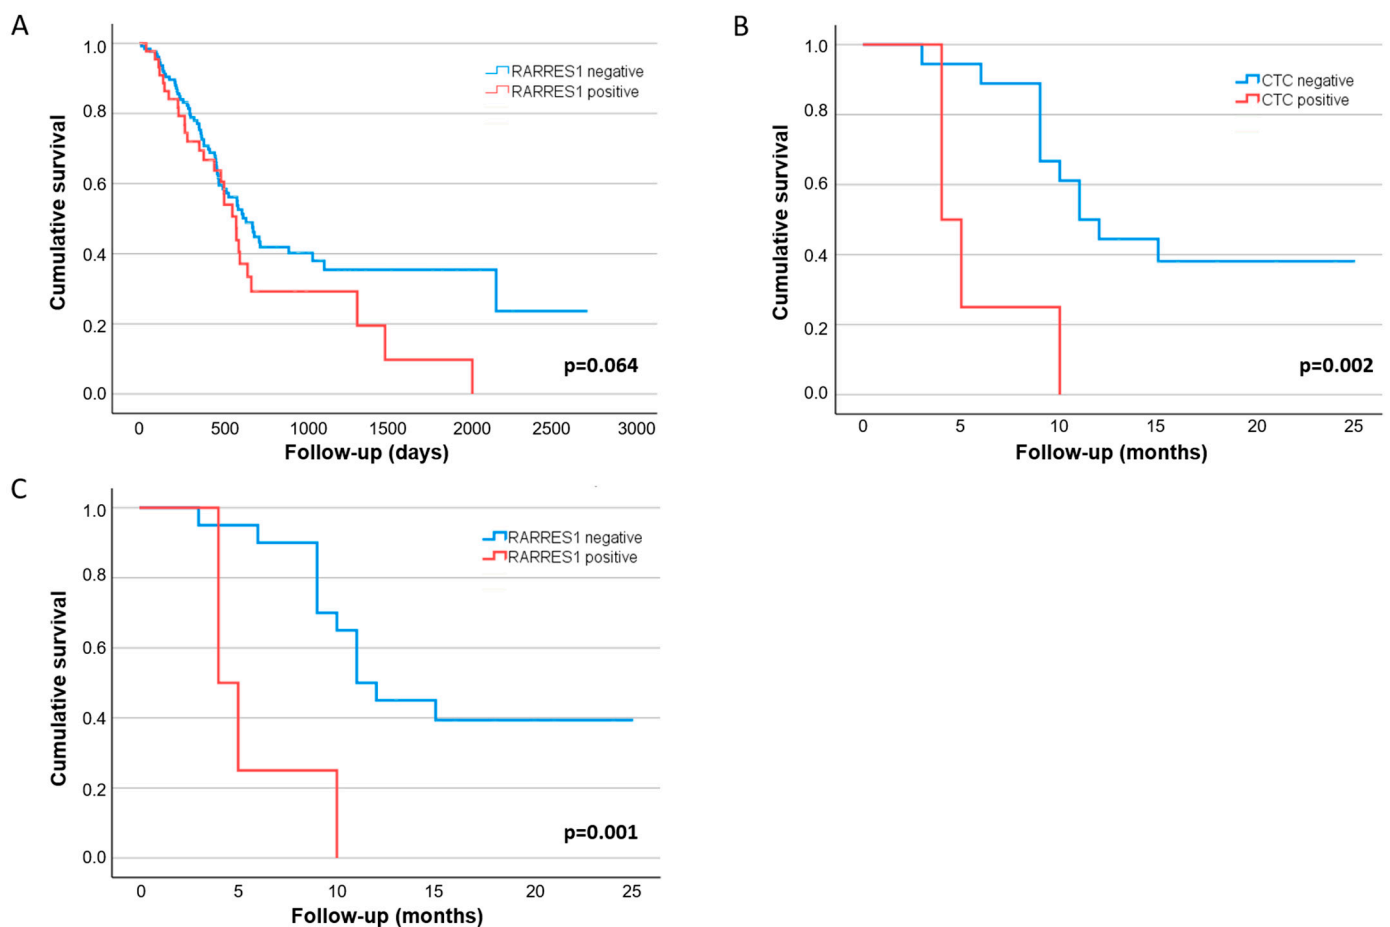 A
Cumulative survival
1.0
0.8
0.6
0.4
0.2
0.0
RARRES1 negative
RARRES1 positive
p=0.064
0 500 1000 1500 2000 2500 3000
Follow-up (days)
B
Cumulative survival
1.0
0.8
0.6
0.4
0.2
0.0
CTC negative
CTC positive
p=0.002
0 5 10 15 20 25
Follow-up (months)
C
Cumulative survival
1.0
0.8
0.6
0.4
0.2
0.0
RARRES1 negative
RARRES1 positive
p=0.001
0 5 10 15 20 25
Follow-up (months)